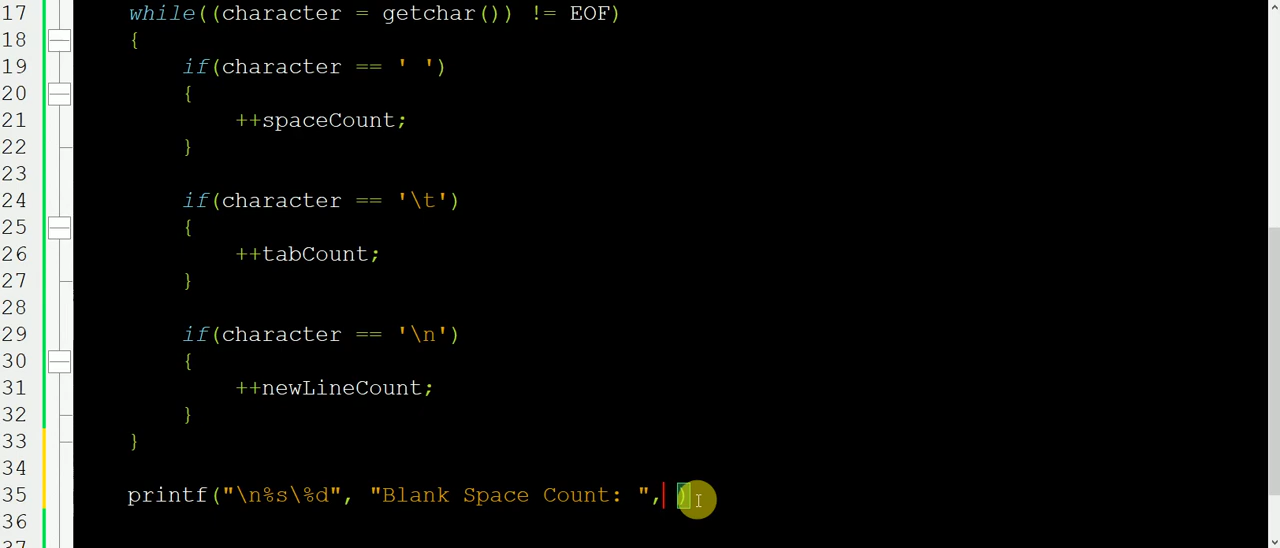 17 while((character = getchar()) != EOF)
18 {
19 if(character == ' ')
20 {
21 ++spaceCount;
22 }
23
24 if(character == '\t')
25 {
26 ++tabCount;
27 }
28
29 if(character == '\n')
30 {
31 ++newLineCount;
32 }
33 }
34
35 printf("\n%s\%d", "Blank Space Count: ", )
36
37